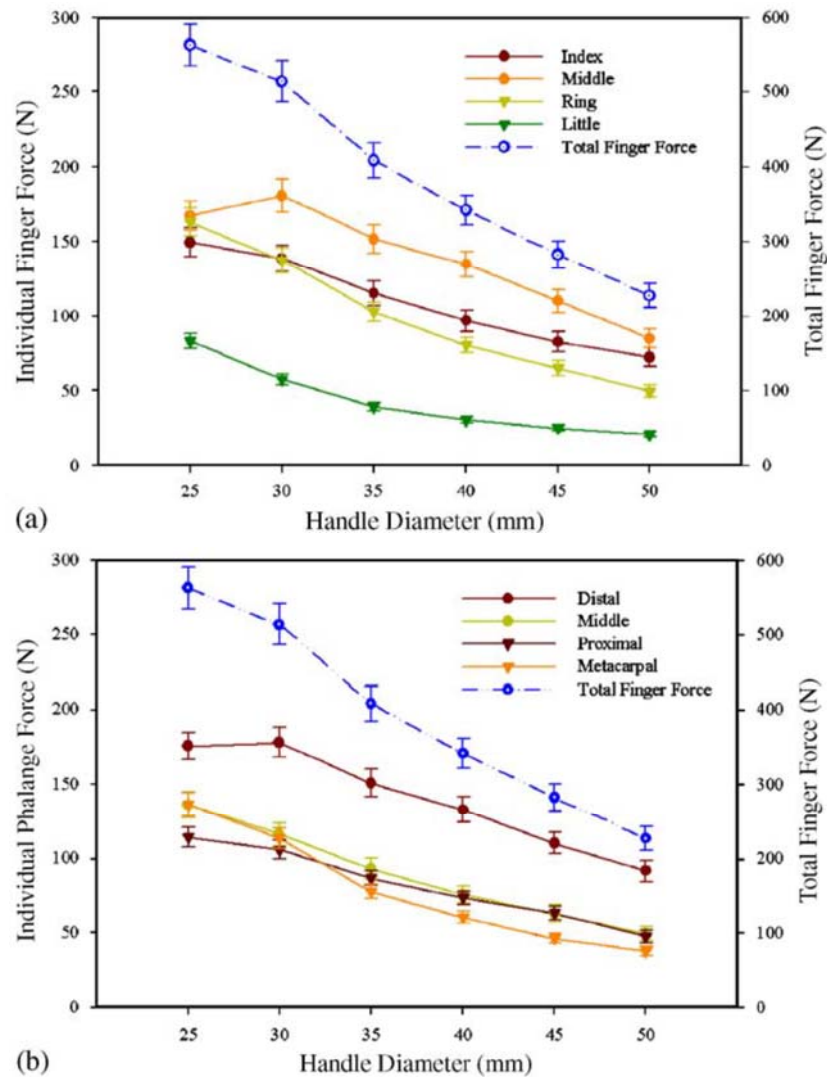 300
250
200
150
100
50
0
Individual Finger Force (N)
Index
Middle
Ring
Little
Total Finger Force
600
500
400
300
200
100
0
Total Finger Force (N)
25 30 35 40 45 50
(a)
Handle Diameter (mm)
300
250
200
150
100
50
0
Individual Phalange Force (N)
Distal
Middle
Proximal
Metacarpal
Total Finger Force
600
500
400
300
200
100
0
Total Finger Force (N)
25 30 35 40 45 50
(b)
Handle Diameter (mm)